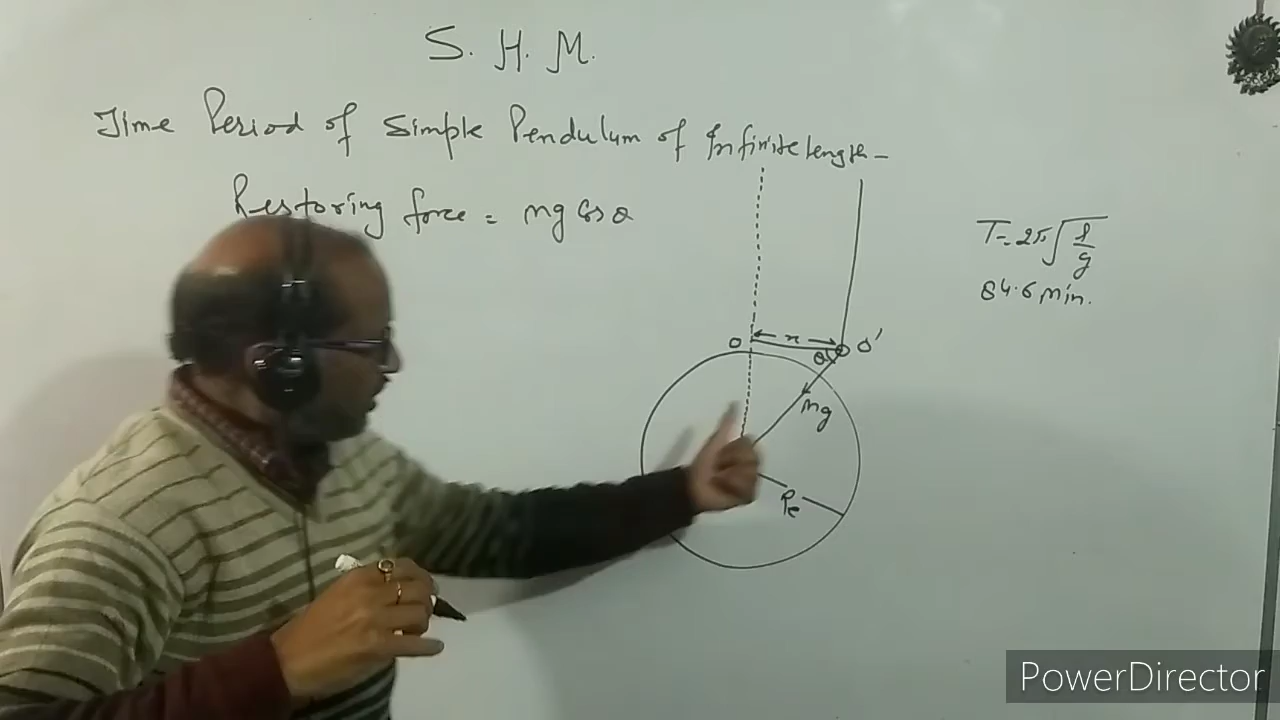 S. H. M.
Time Period of Simple Pendulum of Infinite length-
Restoring force = mg cos θ
T = 2π√(l/g)
84.6 min.
O x O'
θ
mg
Re
PowerDirector